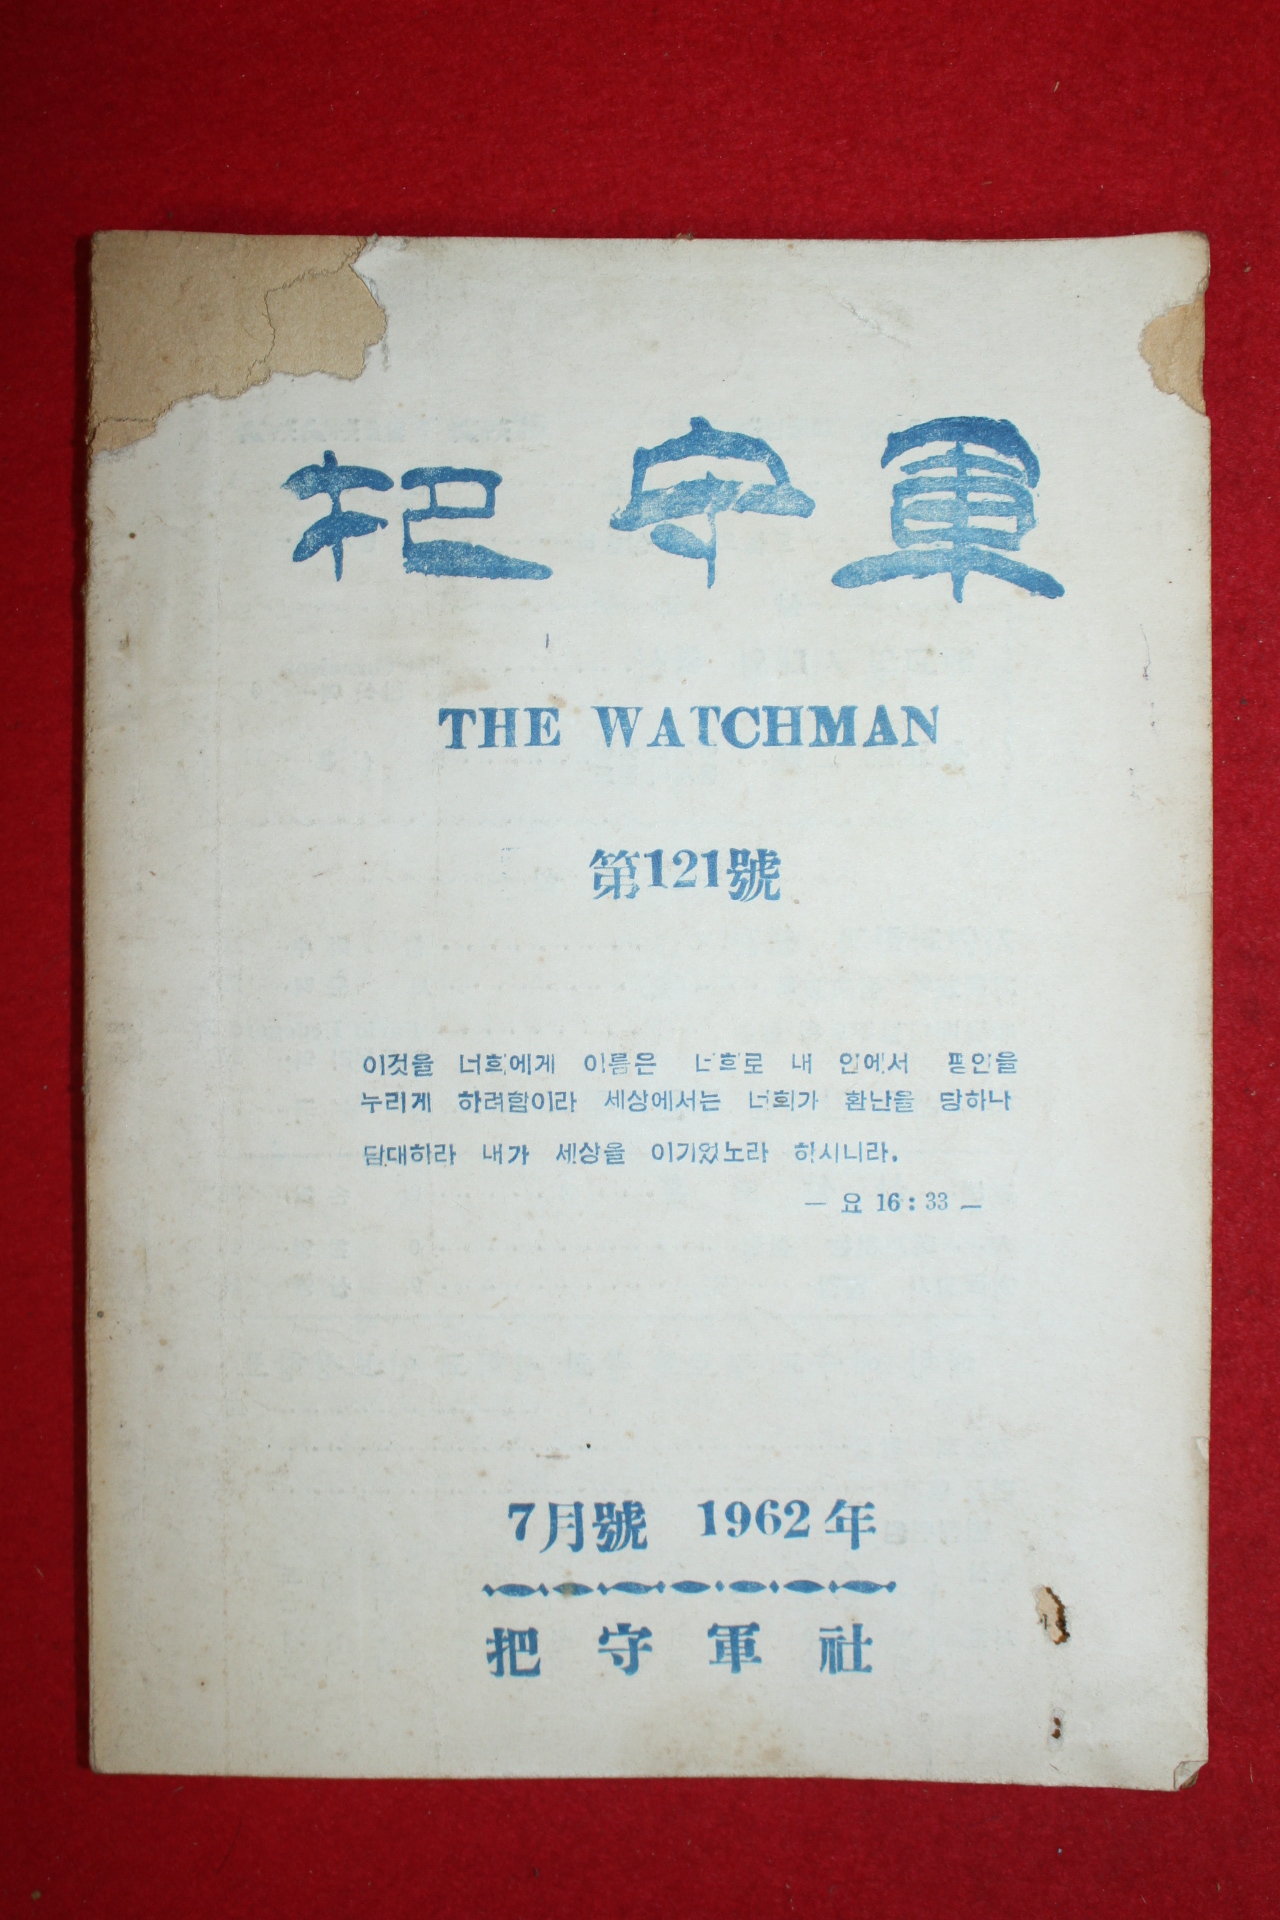 把守軍
THE WATCHMAN
第121號
이것을 너희에게 이름은 너흐로 내 안에서 평안을
누리게 하려함이라 세상에서는 너희가 환난을 당하나
담대하라 내가 세상을 이기었노라 하시니라.
— 요 16:33 —
7月號 1962年
把守軍社